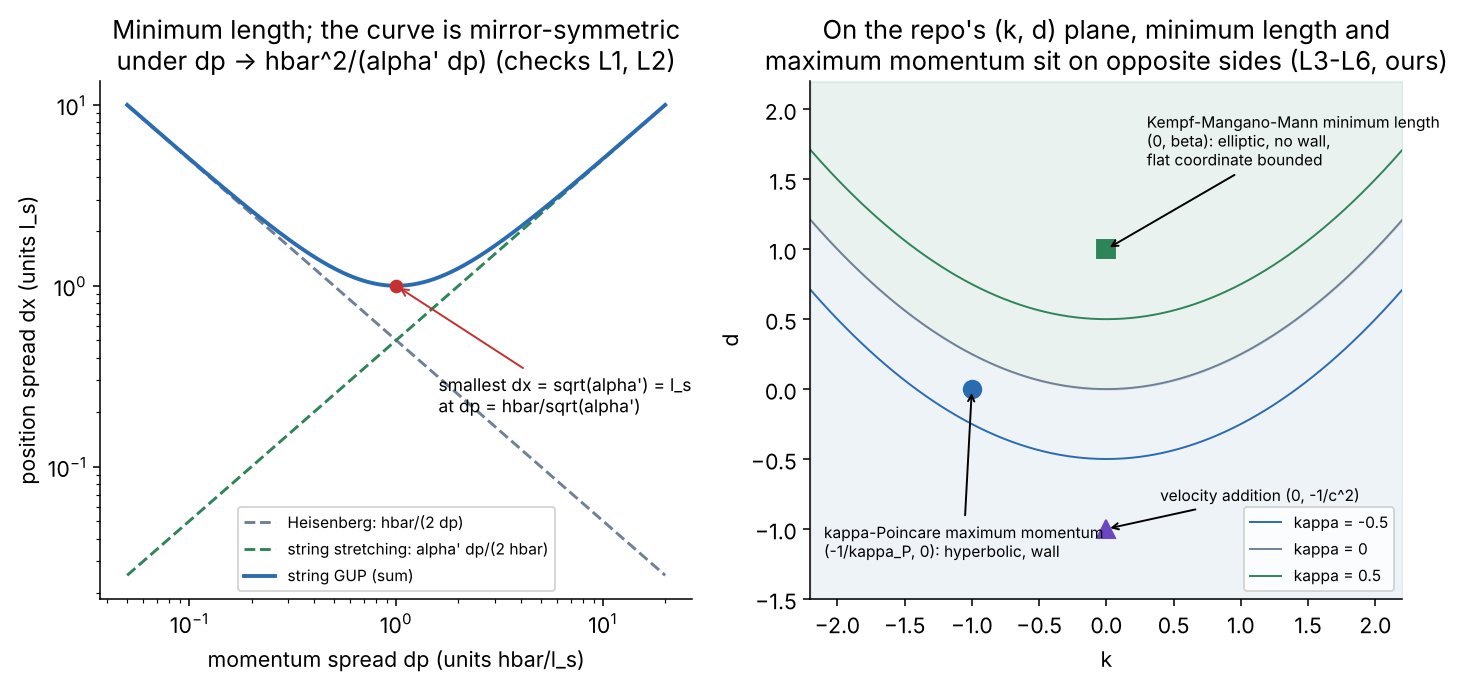 Minimum length; the curve is mirror-symmetric
under dp → hbar^2/(alpha' dp) (checks L1, L2)
position spread dx (units l_s)
10^1
10^0
10^-1
smallest dx = sqrt(alpha') = l_s
at dp = hbar/sqrt(alpha')
Heisenberg: hbar/(2 dp)
string stretching: alpha' dp/(2 hbar)
string GUP (sum)
10^-1
10^0
10^1
momentum spread dp (units hbar/l_s)
On the repo's (k, d) plane, minimum length and
maximum momentum sit on opposite sides (L3-L6, ours)
d
2.0
1.5
1.0
0.5
0.0
−0.5
−1.0
−1.5
Kempf-Mangano-Mann minimum length
(0, beta): elliptic, no wall,
flat coordinate bounded
velocity addition (0, -1/c^2)
kappa-Poincare maximum momentum
(-1/kappa_P, 0): hyperbolic, wall
kappa = -0.5
kappa = 0
kappa = 0.5
−2.0
−1.5
−1.0
−0.5
0.0
0.5
1.0
1.5
2.0
k